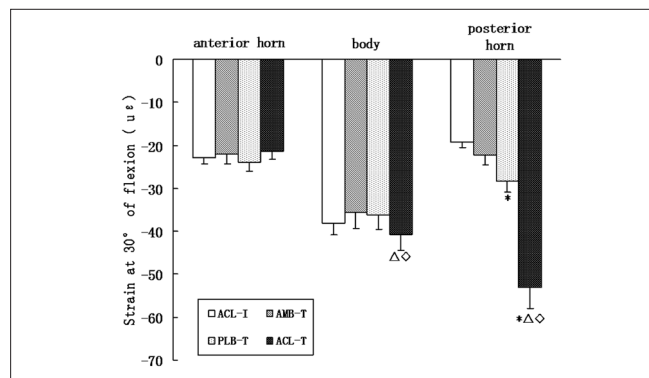 anterior horn
body
posterior
horn
Strain at 30° of flexion ( uε)
0
-10
-20
-30
-40
-50
-60
-70
*
△◇
*△◇
ACL-I
AMB-T
PLB-T
ACL-T